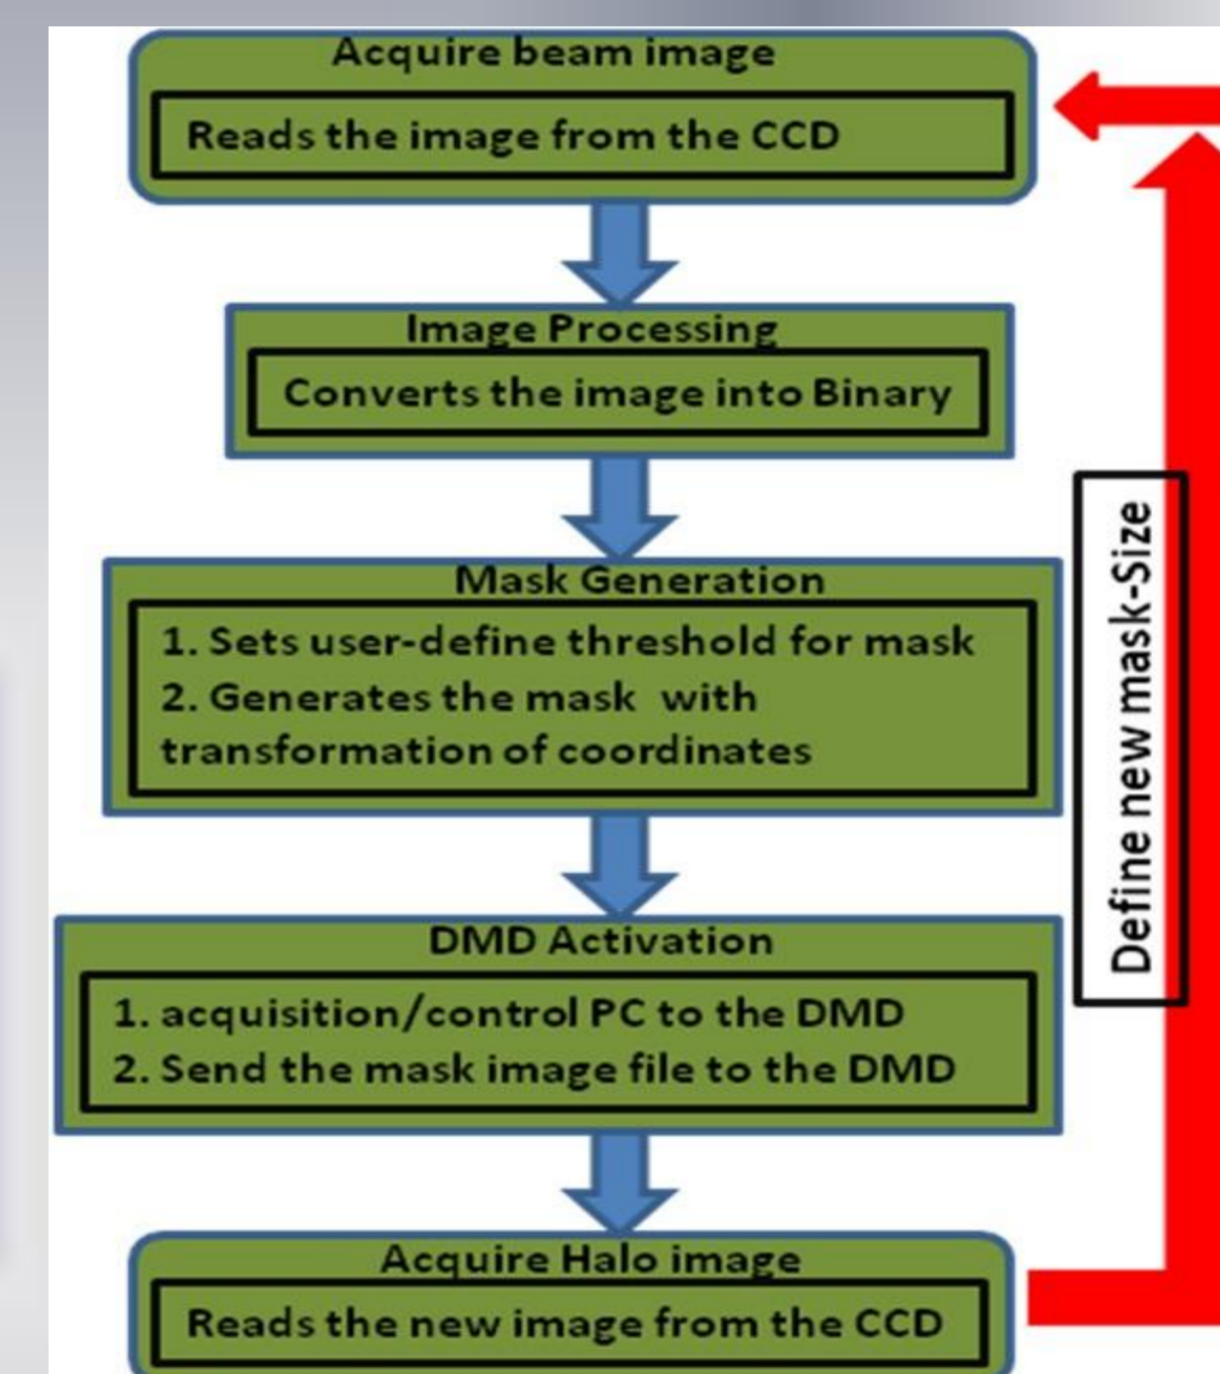 Acquire beam image
Reads the image from the CCD
Image Processing
Converts the image into Binary
Mask Generation
1. Sets user-define threshold for mask
2. Generates the mask with
transformation of coordinates
DMD Activation
1. acquisition/control PC to the DMD
2. Send the mask image file to the DMD
Acquire Halo image
Reads the new image from the CCD
Define new mask-Size